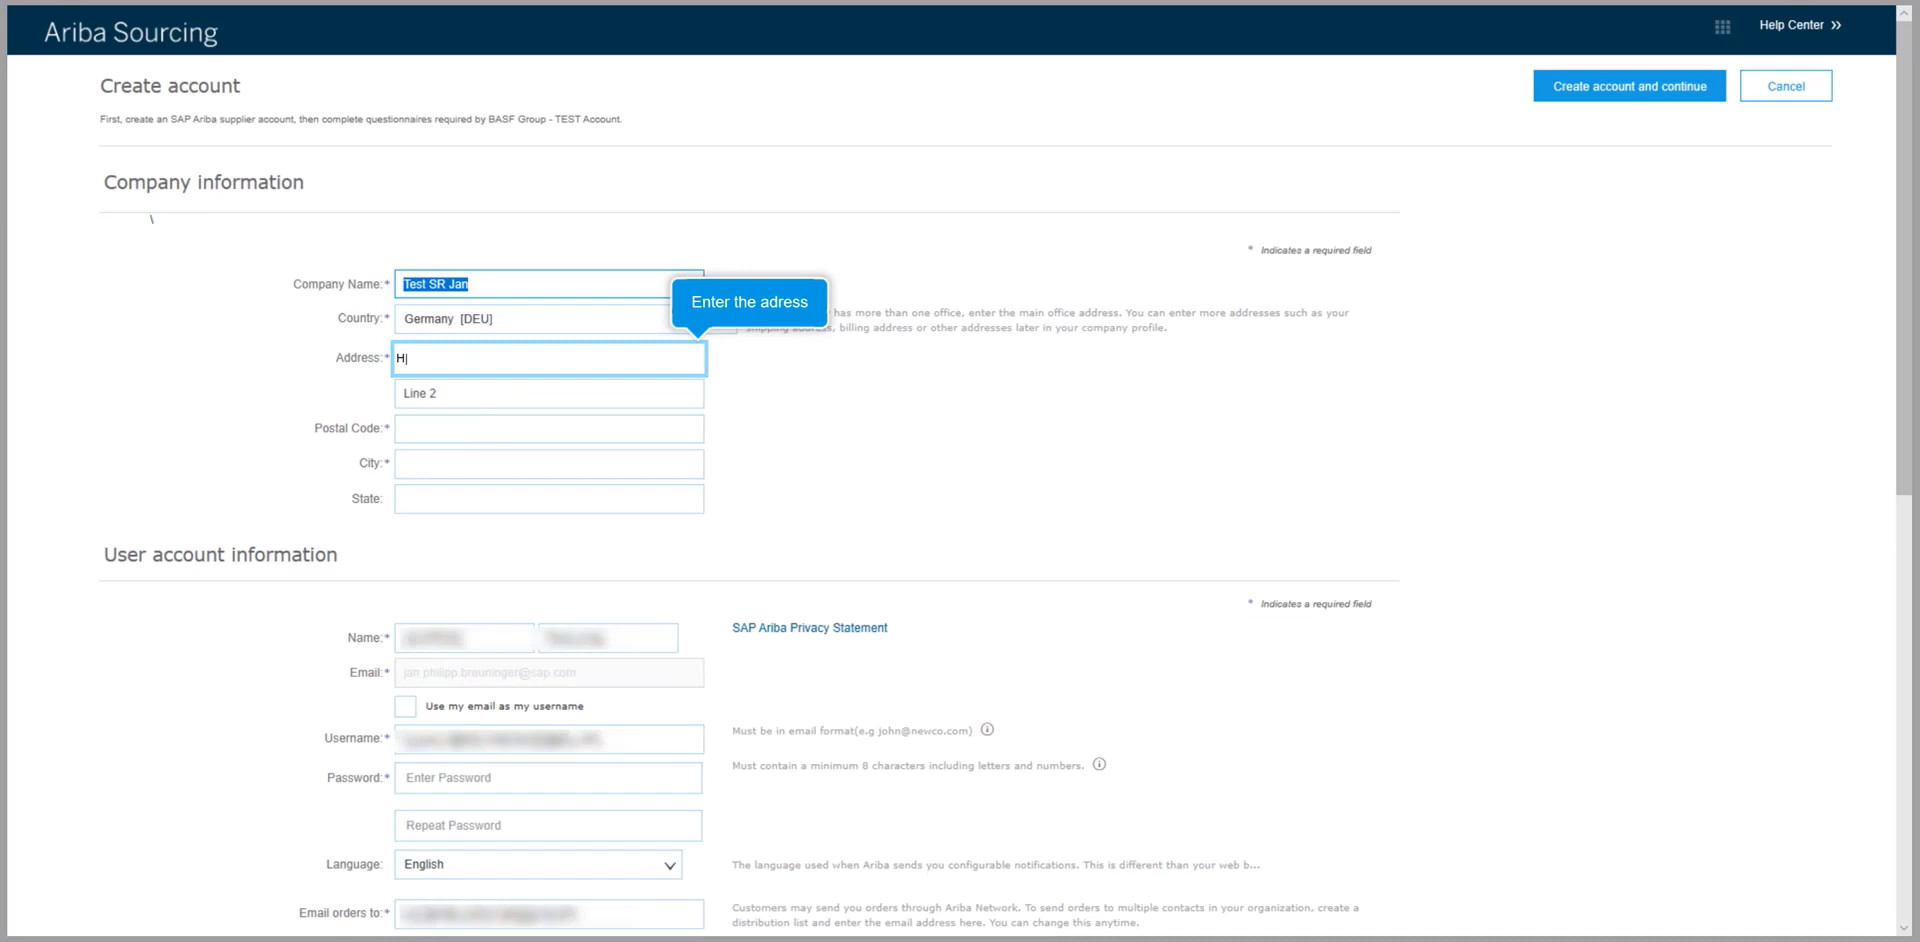 Ariba Sourcing
Help Center »
Create account
Create account and continue
Cancel
First, create an SAP Ariba supplier account, then complete questionnaires required by BASF Group - TEST Account.
Company information
\
* Indicates a required field
Company Name:* Test SR Jan
Enter the adress
Country:* Germany [DEU]
has more than one office, enter the main office address. You can enter more addresses such as your
shipping address, billing address or other addresses later in your company profile.
Address:* H
Line 2
Postal Code:*
City:*
State:
User account information
* Indicates a required field
Name:*
SAP Ariba Privacy Statement
Email:* jan.philipp.breuninger@sap.com
Use my email as my username
Username:*
Must be in email format(e.g john@newco.com)
Password:* Enter Password
Must contain a minimum 8 characters including letters and numbers.
Repeat Password
Language: English
The language used when Ariba sends you configurable notifications. This is different than your web b...
Email orders to:*
Customers may send you orders through Ariba Network. To send orders to multiple contacts in your organization, create a
distribution list and enter the email address here. You can change this anytime.